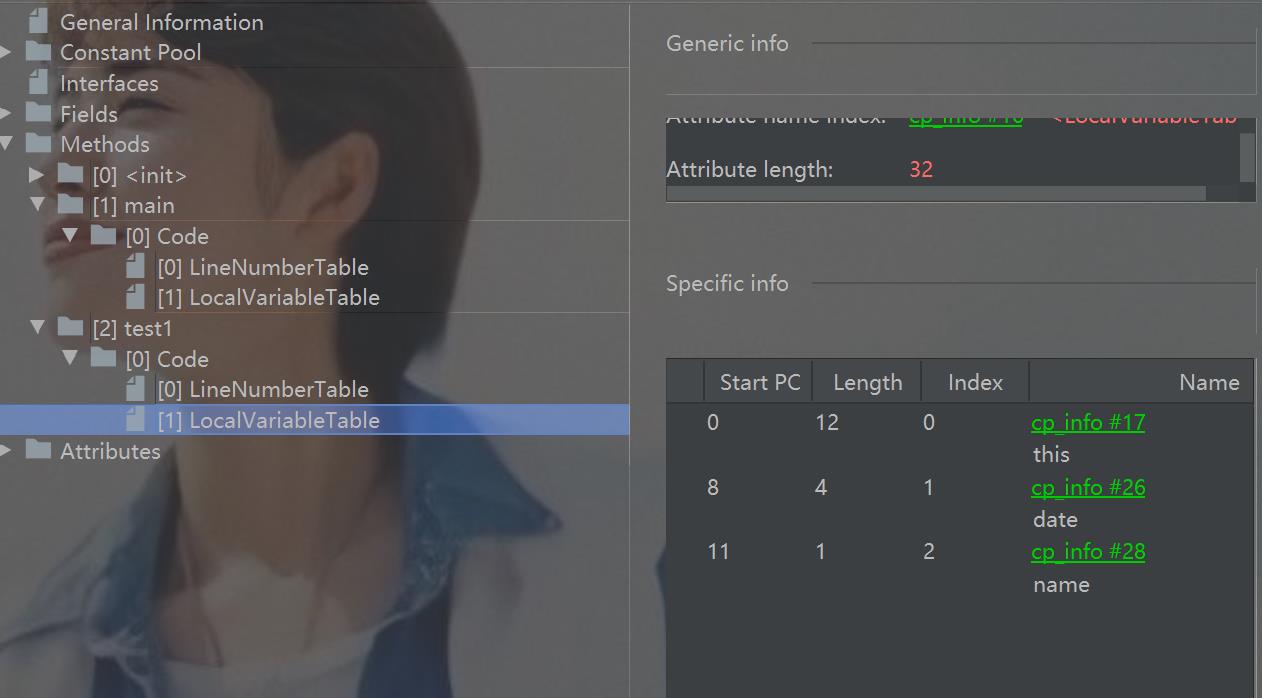 General Information
Constant Pool
Interfaces
Fields
Methods
[0] <init>
[1] main
[0] Code
[0] LineNumberTable
[1] LocalVariableTable
[2] test1
[0] Code
[0] LineNumberTable
[1] LocalVariableTable
Attributes
Generic info
Attribute name index: cp_info #16 <LocalVariableTab
Attribute length: 32
Specific info
Start PC Length Index Name
0 12 0 cp_info #17
this
8 4 1 cp_info #26
date
11 1 2 cp_info #28
name